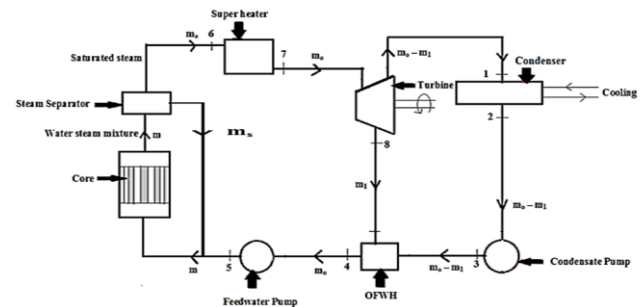 Super heater
mₒ
6
Saturated steam
7
mₒ
mₒ−m₁
Condenser
1
Turbine
Cooling
Steam Separator
2
Water steam mixture
m
mₛ
8
Core
m₁
mₒ−m₁
m
5
mₒ
4
mₒ−m₁
3
Condensate Pump
Feedwater Pump
OFWH